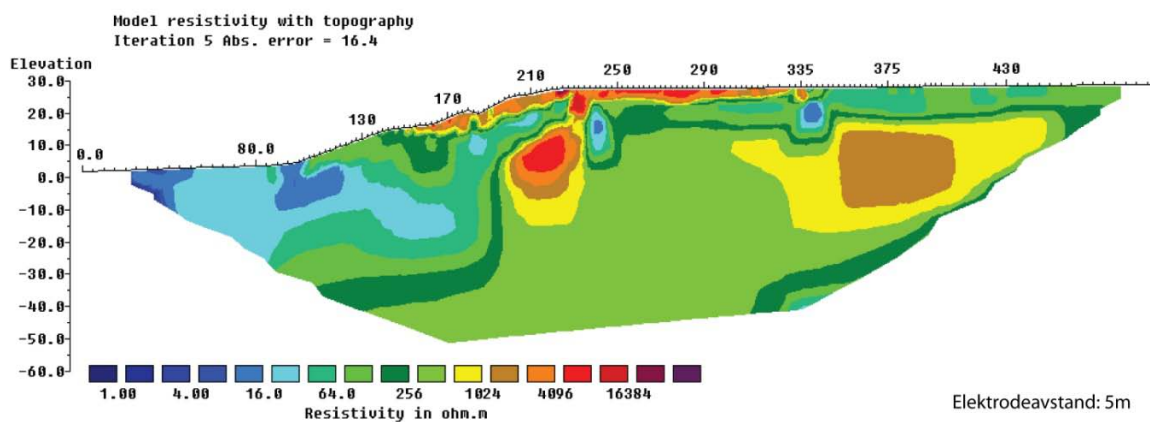 Model resistivity with topography
Iteration 5 Abs. error = 16.4
Elevation
30.0
20.0
10.0
0.0
-10.0
-20.0
-30.0
-40.0
-50.0
-60.0
0.0 80.0 130 170 210 250 290 335 375 430
1.00 4.00 16.0 64.0 256 1024 4096 16384
Resistivity in ohm.m
Elektrodeavstand: 5m